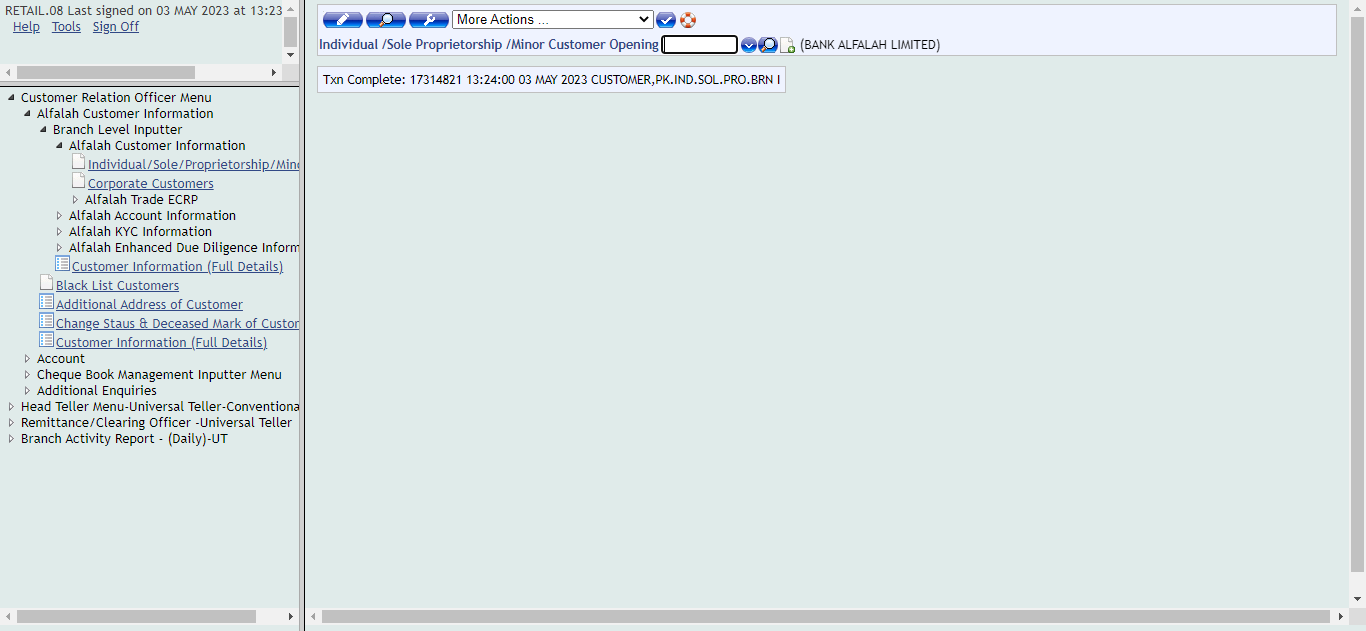 RETAIL.08 Last signed on 03 MAY 2023 at 13:23
Help Tools Sign Off
Customer Relation Officer Menu
Alfalah Customer Information
Branch Level Inputter
Alfalah Customer Information
Individual/Sole/Proprietorship/Min
Corporate Customers
Alfalah Trade ECRP
Alfalah Account Information
Alfalah KYC Information
Alfalah Enhanced Due Diligence Inform
Customer Information (Full Details)
Black List Customers
Additional Address of Customer
Change Staus & Deceased Mark of Custor
Customer Information (Full Details)
Account
Cheque Book Management Inputter Menu
Additional Enquiries
Head Teller Menu-Universal Teller-Conventiona
Remittance/Clearing Officer -Universal Teller
Branch Activity Report - (Daily)-UT
More Actions ...
Individual /Sole Proprietorship /Minor Customer Opening (BANK ALFALAH LIMITED)
Txn Complete: 17314821 13:24:00 03 MAY 2023 CUSTOMER,PK.IND.SOL.PRO.BRN I